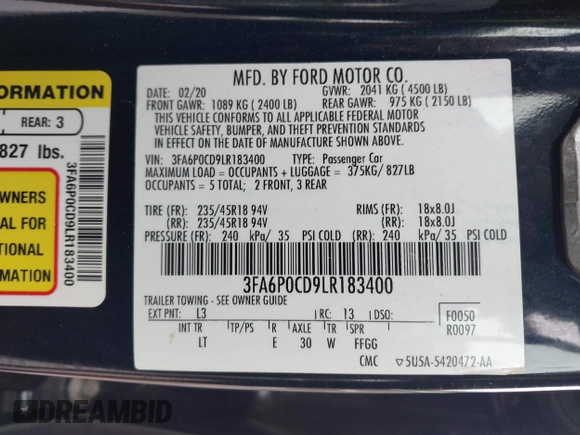 FORMATION
REAR: 3
827 lbs.
WNERS
AL FOR
TIONAL
RMATION
3FA6P0CD9LR183400
MFD. BY FORD MOTOR CO.
DATE: 02/20 GVWR: 2041 KG ( 4500 LB)
FRONT GAWR: 1089 KG ( 2400 LB) REAR GAWR: 975 KG ( 2150 LB)
THIS VEHICLE CONFORMS TO ALL APPLICABLE FEDERAL MOTOR
VEHICLE SAFETY, BUMPER, AND THEFT PREVENTION STANDARDS
IN EFFECT ON THE DATE OF MANUFACTURE SHOWN ABOVE.
VIN: 3FA6P0CD9LR183400 TYPE: Passenger Car
MAXIMUM LOAD = OCCUPANTS + LUGGAGE = 375KG/ 827LB
OCCUPANTS = 5 TOTAL; 2 FRONT, 3 REAR
TIRE (FR): 235/45R18 94V RIMS (FR): 18x8.0J
(RR): 235/45R18 94V (RR): 18x8.0J
PRESSURE (FR): 240 kPa/ 35 PSI COLD (RR): 240 kPa/ 35 PSI COLD
3FA6P0CD9LR183400
TRAILER TOWING - SEE OWNER GUIDE
EXT PNT: L3 RC: 13 DSO: F0050
R0097
INT TR TP/PS R AXLE TR SPR
LT E 30 W FFGG
CMC ▽5U5A-5420472-AA
DREAMBID